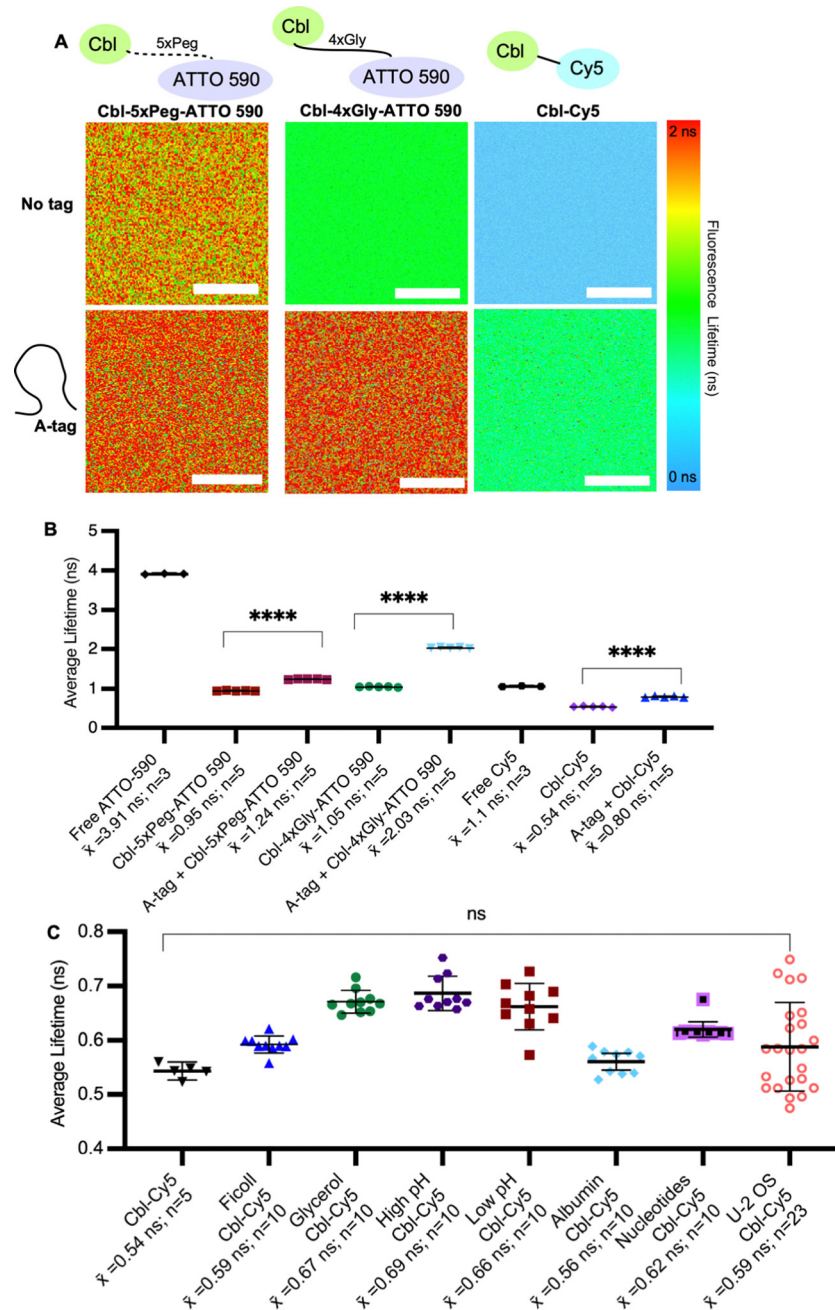 A
Cbl
5xPeg
ATTO 590
Cbl
4xGly
ATTO 590
Cbl
Cy5
Cbl-5xPeg-ATTO 590
Cbl-4xGly-ATTO 590
Cbl-Cy5
No tag
A-tag
2 ns
Fluorescence Lifetime (ns)
0 ns
B
Average Lifetime (ns)
5
4
3
2
1
0
****
****
****
Free ATTO-590
x̄ =3.91 ns; n=3
Cbl-5xPeg-ATTO 590
x̄ =0.95 ns; n=5
A-tag + Cbl-5xPeg-ATTO 590
x̄ =1.24 ns; n=5
Cbl-4xGly-ATTO 590
x̄ =1.05 ns; n=5
A-tag + Cbl-4xGly-ATTO 590
x̄ =2.03 ns; n=5
Free Cy5
x̄ =1.1 ns; n=3
Cbl-Cy5
x̄ =0.54 ns; n=5
A-tag + Cbl-Cy5
x̄ =0.80 ns; n=5
C
ns
Average Lifetime (ns)
0.8
0.7
0.6
0.5
0.4
Cbl-Cy5
x̄ =0.54 ns; n=5
Ficoll
Cbl-Cy5
x̄ =0.59 ns; n=10
Glycerol
Cbl-Cy5
x̄ =0.67 ns; n=10
High pH
Cbl-Cy5
x̄ =0.69 ns; n=10
Low pH
Cbl-Cy5
x̄ =0.66 ns; n=10
Albumin
Cbl-Cy5
x̄ =0.56 ns; n=10
Nucleotides
Cbl-Cy5
x̄ =0.62 ns; n=10
U-2 OS
Cbl-Cy5
x̄ =0.59 ns; n=23